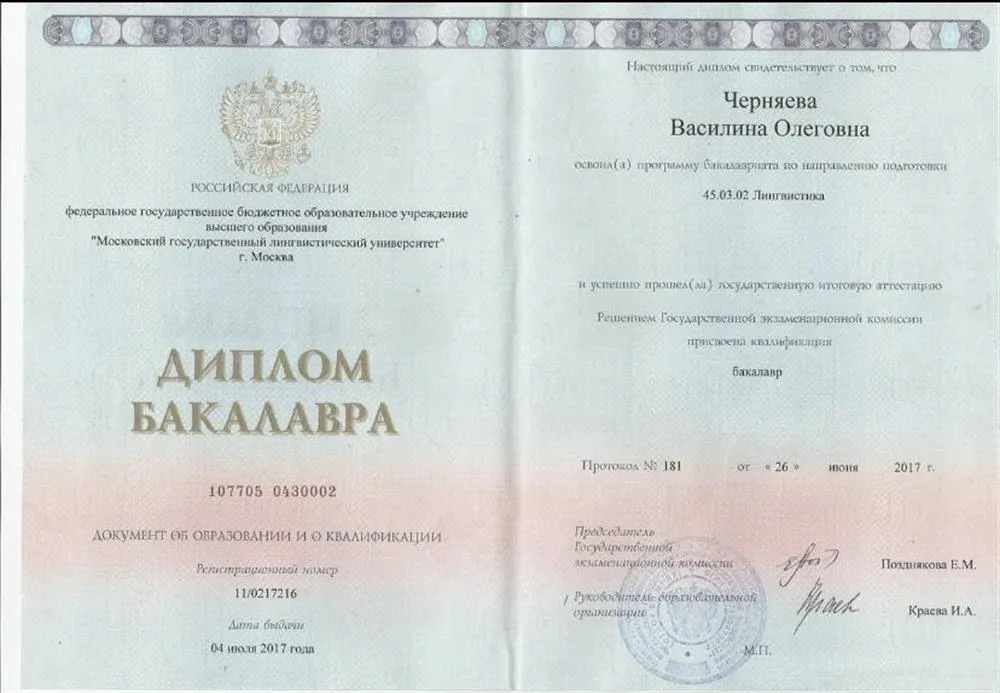 РОССИЙСКАЯ ФЕДЕРАЦИЯ
федеральное государственное бюджетное образовательное учреждение
высшего образования
"Московский государственный лингвистический университет"
г. Москва
ДИПЛОМ
БАКАЛАВРА
107705 0430002
ДОКУМЕНТ ОБ ОБРАЗОВАНИИ И О КВАЛИФИКАЦИИ
Регистрационный номер
11/0217216
Дата выдачи
04 июля 2017 года
Настоящий диплом свидетельствует о том, что
Черняева
Василина Олеговна
освоил(а) программу бакалавриата по направлению подготовки
45.03.02 Лингвистика
и успешно прошел(ла) государственную итоговую аттестацию
Решением Государственной экзаменационной комиссии
присвоена квалификация
бакалавр
Протокол № 181 от « 26 » июня 2017 г.
Председатель
Государственной
экзаменационной комиссии
Позднякова Е.М.
Руководитель образовательной
организации
Краева И.А.
М.П.